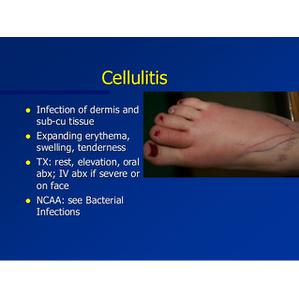 Cellulitis
Infection of dermis and
sub-cu tissue
Expanding erythema,
swelling, tenderness
TX: rest, elevation, oral
abx; IV abx if severe or
on face
NCAA: see Bacterial
Infections